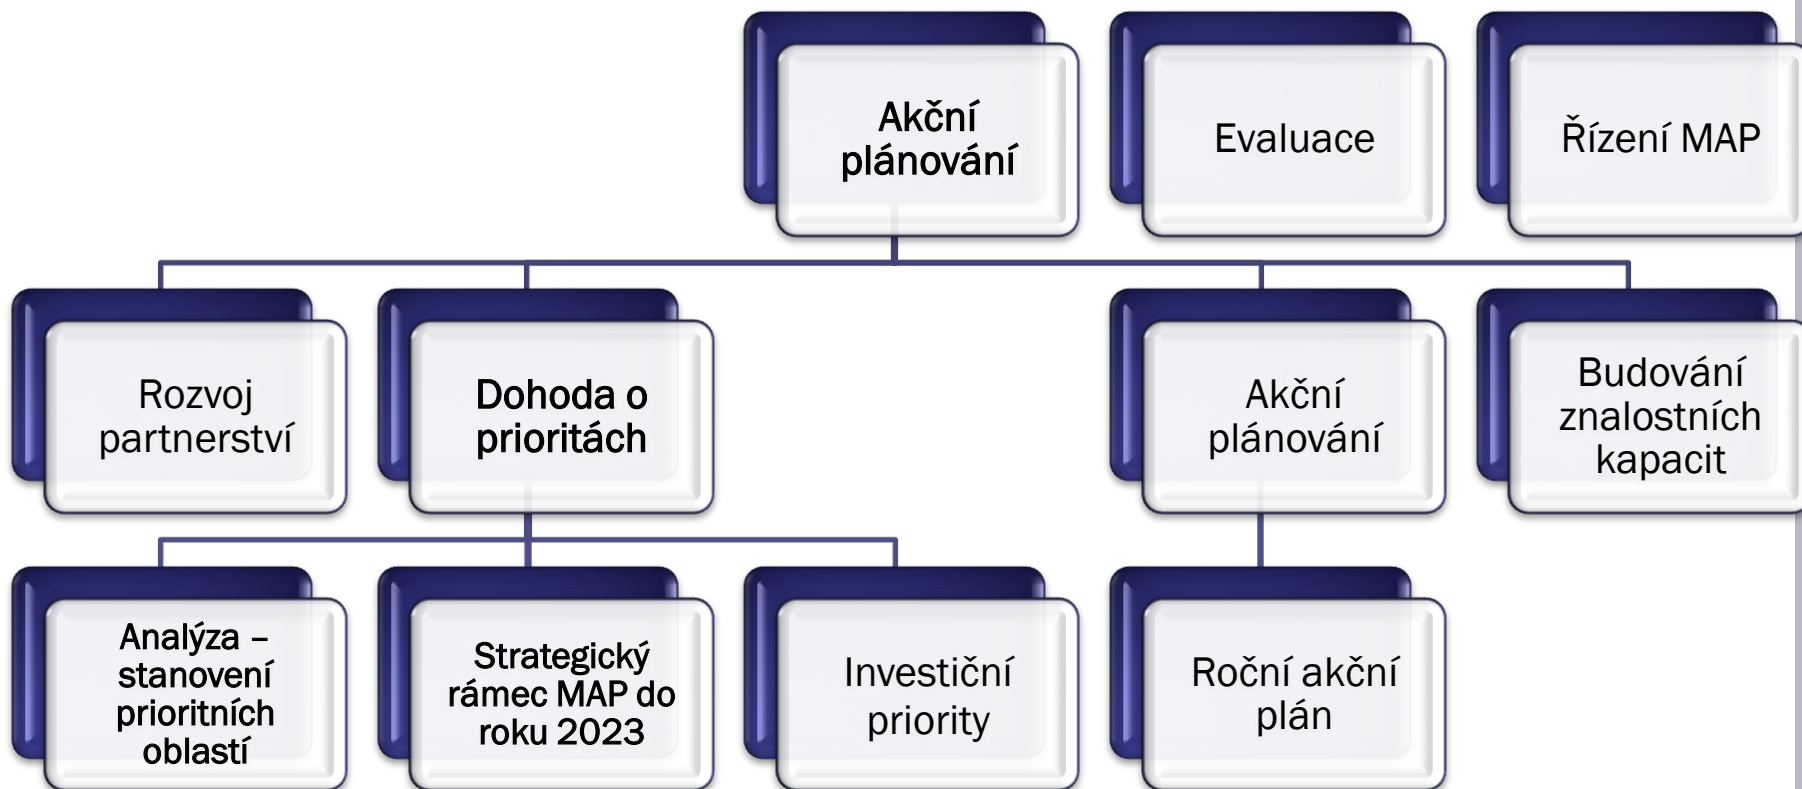 Akční
plánování
Evaluace
Řízení MAP
Rozvoj
partnerství
Dohoda o
prioritách
Akční
plánování
Budování
znalostních
kapacit
Analýza –
stanovení
prioritních
oblastí
Strategický
rámec MAP do
roku 2023
Investiční
priority
Roční akční
plán